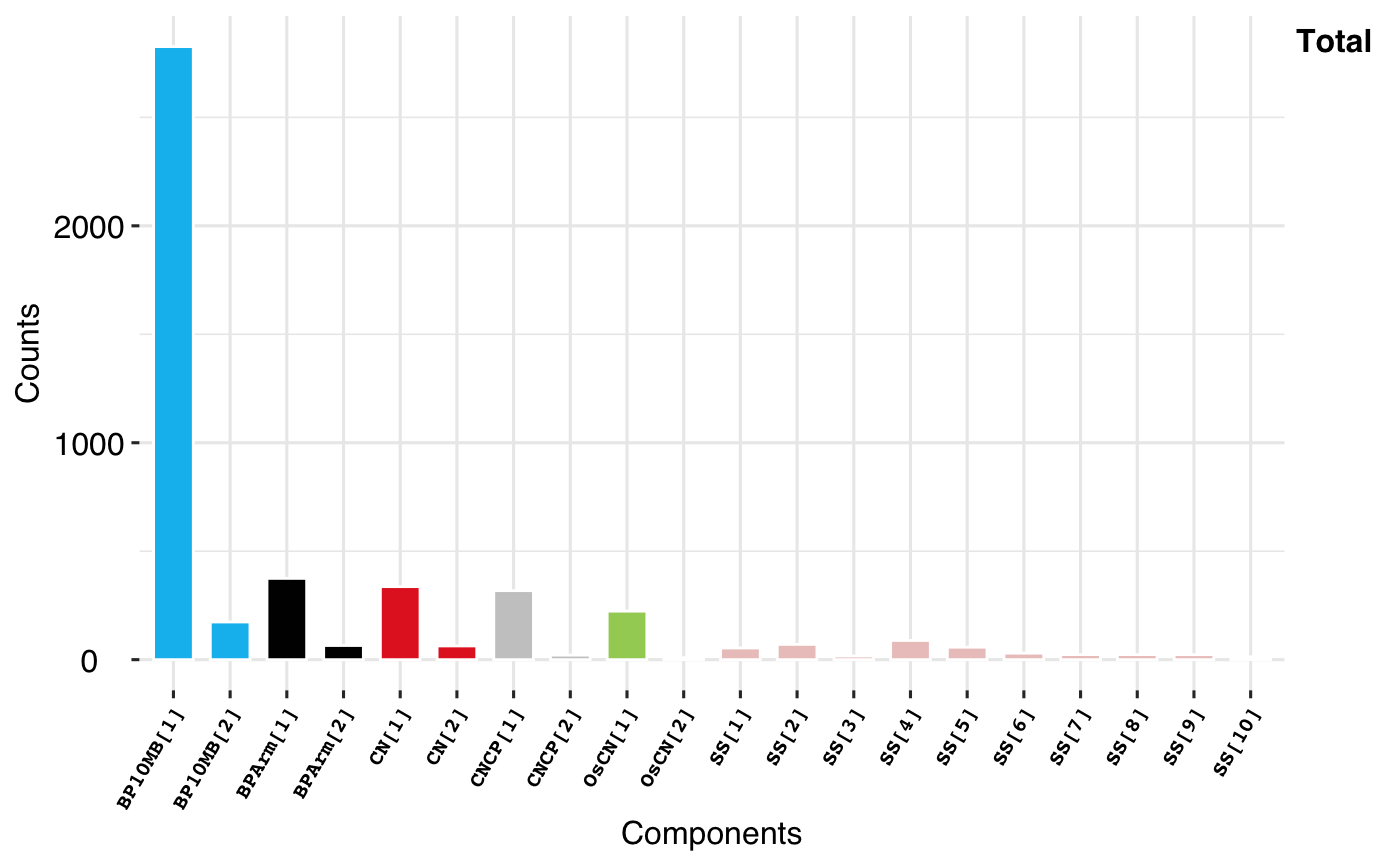 Total
Counts
2000
1000
0
BP10MB[1]
BP10MB[2]
BPArm[1]
BPArm[2]
CN[1]
CN[2]
CNCP[1]
CNCP[2]
OsCN[1]
OsCN[2]
SS[1]
SS[2]
SS[3]
SS[4]
SS[5]
SS[6]
SS[7]
SS[8]
SS[9]
SS[10]
Components